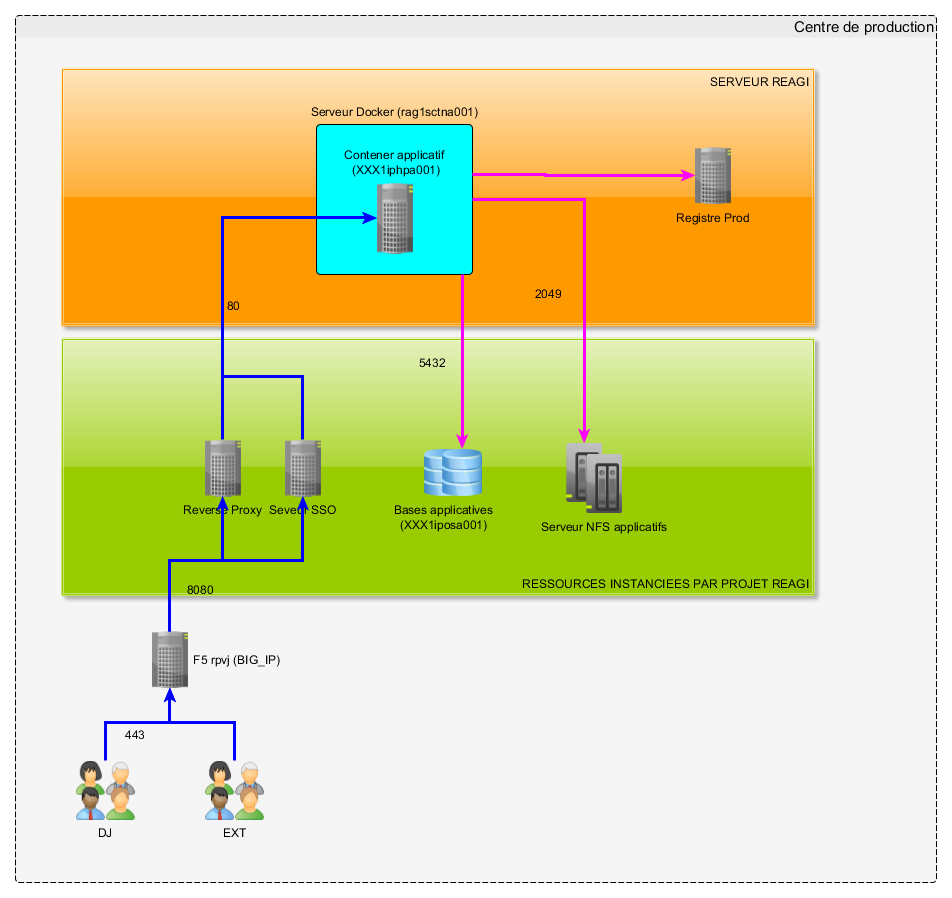 Centre de production
SERVEUR REAGI
Serveur Docker (rag1sctna001)
Contener applicatif
(XXX1iphpa001)
Registre Prod
80
2049
5432
Reverse Proxy
Seveur SSO
Bases applicatives
(XXX1iposa001)
Serveur NFS applicatifs
RESSOURCES INSTANCIEES PAR PROJET REAGI
8080
F5 rpvj (BIG_IP)
443
DJ
EXT